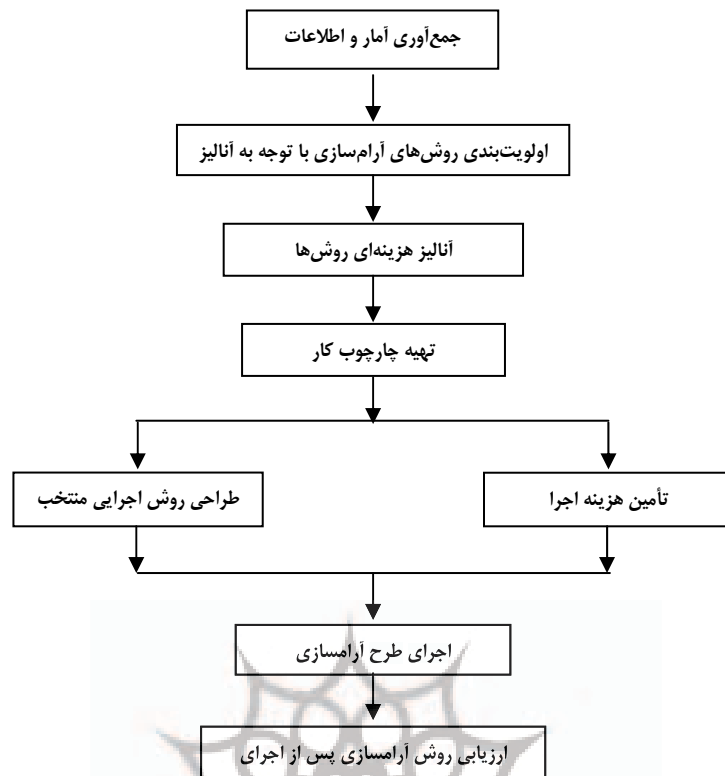 جمع‌آوری آمار و اطلاعات
اولویت‌بندی روش‌های آرام‌سازی با توجه به آنالیز
آنالیز هزینه‌ای روش‌ها
تهیه چارچوب کار
تأمین هزینه اجرا
طراحی روش اجرایی منتخب
اجرای طرح آرامسازی
ارزیابی روش آرامسازی پس از اجرای